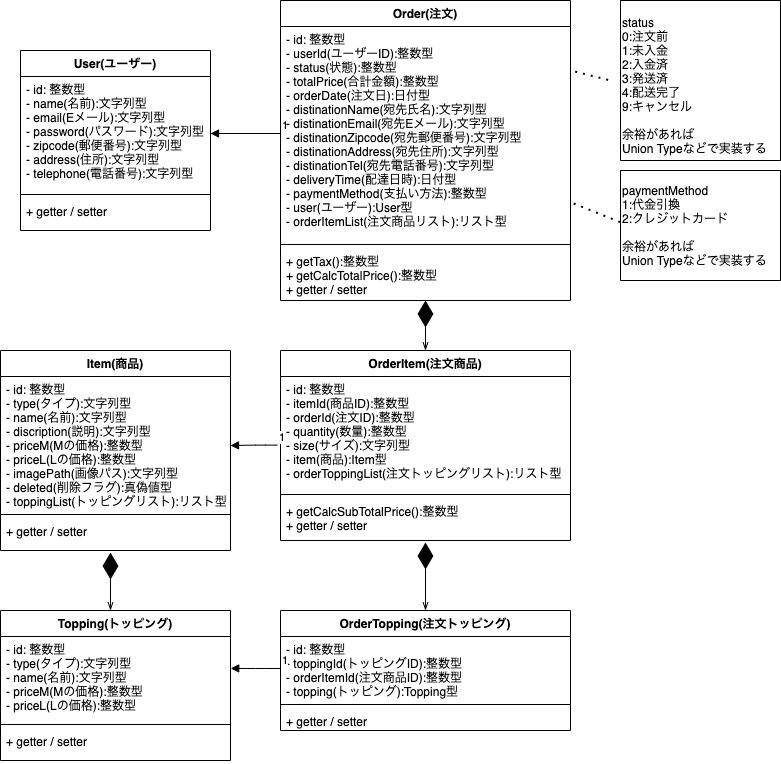 User(ユーザー)
- id: 整数型
- name(名前):文字列型
- email(Eメール):文字列型
- password(パスワード):文字列型
- zipcode(郵便番号):文字列型
- address(住所):文字列型
- telephone(電話番号):文字列型
+ getter / setter
Order(注文)
- id: 整数型
- userId(ユーザーID):整数型
- status(状態):整数型
- totalPrice(合計金額):整数型
- orderDate(注文日):日付型
- distinationName(宛先氏名):文字列型
- distinationEmail(宛先Eメール):文字列型
- distinationZipcode(宛先郵便番号):文字列型
- distinationAddress(宛先住所):文字列型
- distinationTel(宛先電話番号):文字列型
- deliveryTime(配達日時):日付型
- paymentMethod(支払い方法):整数型
- user(ユーザー):User型
- orderItemList(注文商品リスト):リスト型
+ getTax():整数型
+ getCalcTotalPrice():整数型
+ getter / setter
1
status
0:注文前
1:未入金
2:入金済
3:発送済
4:配送完了
9:キャンセル
余裕があれば
Union Typeなどで実装する
paymentMethod
1:代金引換
2:クレジットカード
余裕があれば
Union Typeなどで実装する
Item(商品)
- id: 整数型
- type(タイプ):文字列型
- name(名前):文字列型
- discription(説明):文字列型
- priceM(Mの価格):整数型
- priceL(Lの価格):整数型
- imagePath(画像パス):文字列型
- deleted(削除フラグ):真偽値型
- toppingList(トッピングリスト):リスト型
+ getter / setter
OrderItem(注文商品)
- id: 整数型
- itemId(商品ID):整数型
- orderId(注文ID):整数型
- quantity(数量):整数型
- size(サイズ):文字列型
- item(商品):Item型
- orderToppingList(注文トッピングリスト):リスト型
+ getCalcSubTotalPrice():整数型
+ getter / setter
1
Topping(トッピング)
- id: 整数型
- type(タイプ):文字列型
- name(名前):文字列型
- priceM(Mの価格):整数型
- priceL(Lの価格):整数型
+ getter / setter
OrderTopping(注文トッピング)
- id: 整数型
- toppingId(トッピングID):整数型
- orderItemId(注文商品ID):整数型
- topping(トッピング):Topping型
+ getter / setter
1